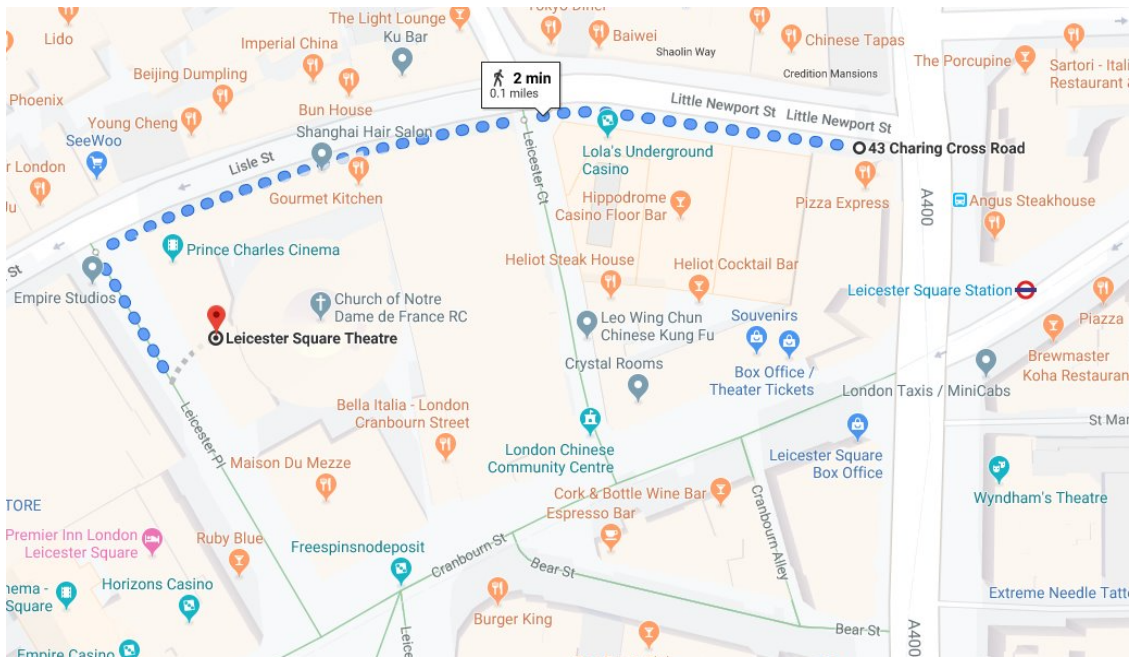 Lido
The Light Lounge
Ku Bar
Tokyo Diner
Baiwei
Shaolin Way
Chinese Tapas
Credition Mansions
The Porcupine
Sartori - Itali
Restaurant &
Imperial China
Beijing Dumpling
Phoenix
Bun House
Young Cheng
SeeWoo
Shanghai Hair Salon
2 min
0.1 miles
Little Newport St
Little Newport St
43 Charing Cross Road
r London
Ju
Lisle St
Gourmet Kitchen
Leicester Ct
Lola's Underground
Casino
Hippodrome
Casino Floor Bar
Pizza Express
A400
Angus Steakhouse
St
Prince Charles Cinema
Empire Studios
Church of Notre
Dame de France RC
Leicester Square Theatre
Heliot Steak House
Heliot Cocktail Bar
Leicester Square Station
Leo Wing Chun
Chinese Kung Fu
Souvenirs
Box Office /
Theater Tickets
Piazza
Brewmaster
Koha Restauran
Crystal Rooms
London Taxis / MiniCabs
Bella Italia - London
Cranbourn Street
Leicester Pl
London Chinese
Community Centre
Leicester Square
Box Office
St Mar
Maison Du Mezze
Wyndham's Theatre
TORE
Premier Inn London
Leicester Square
Ruby Blue
Cork & Bottle Wine Bar
Espresso Bar
Cranbourn Alley
Freespinsnodeposit
Cranbourn St
Bear St
nema -
Square
Horizons Casino
Extreme Needle Tatt
Burger King
Bear St
A400
Empire Casino
Leice